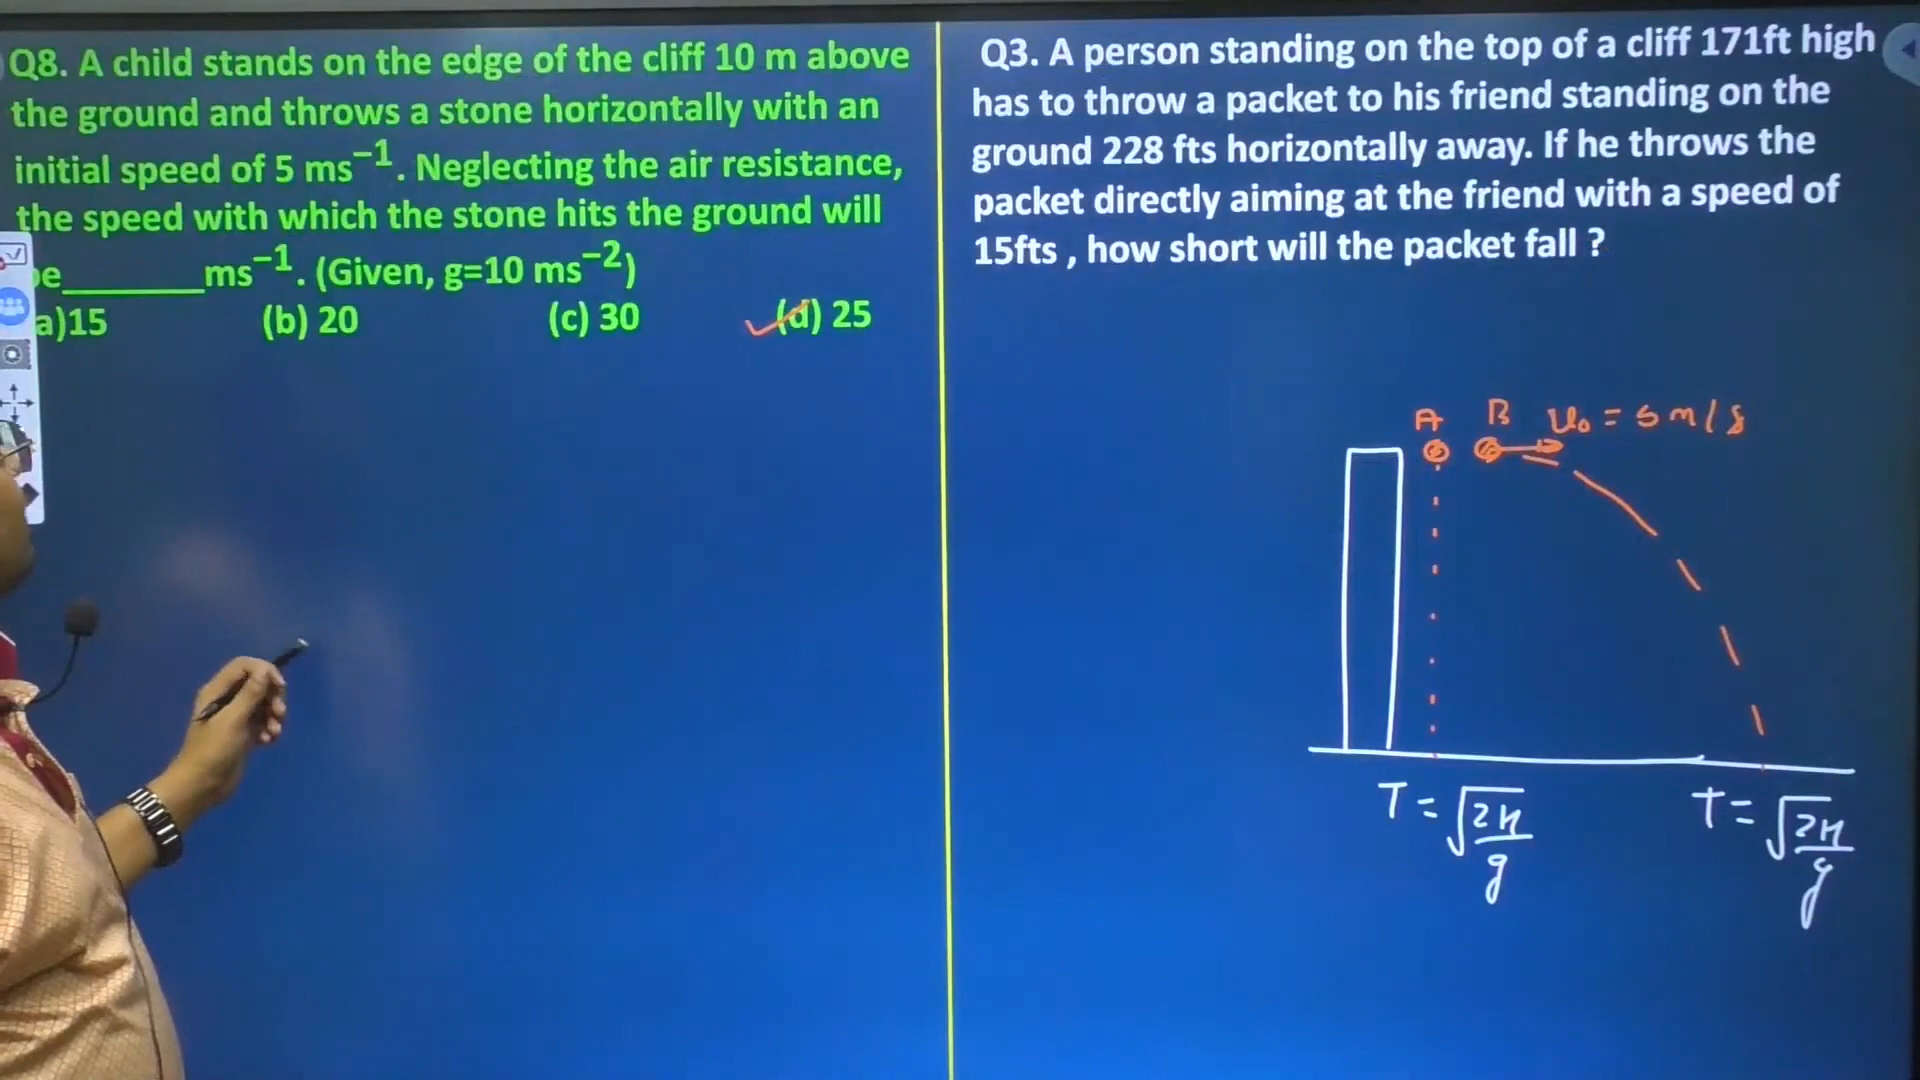 Q8. A child stands on the edge of the cliff 10 m above
the ground and throws a stone horizontally with an
initial speed of 5 ms⁻¹. Neglecting the air resistance,
the speed with which the stone hits the ground will
be_______ms⁻¹. (Given, g=10 ms⁻²)
a)15 (b) 20 (c) 30 (d) 25
Q3. A person standing on the top of a cliff 171ft high
has to throw a packet to his friend standing on the
ground 228 fts horizontally away. If he throws the
packet directly aiming at the friend with a speed of
15fts , how short will the packet fall ?
A B u₀ = 5 m/s
T = √2H/g T = √2H/g